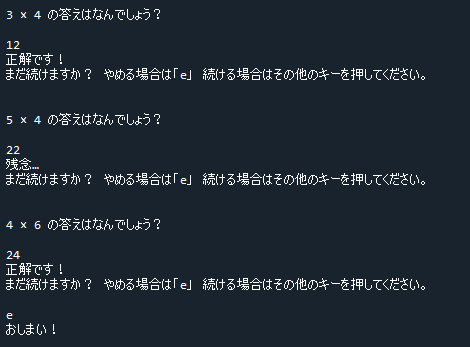 3 x 4 の答えはなんでしょう？
12
正解です！
まだ続けますか？ やめる場合は「e」 続ける場合はその他のキーを押してください。
5 x 4 の答えはなんでしょう？
22
残念…
まだ続けますか？ やめる場合は「e」 続ける場合はその他のキーを押してください。
4 x 6 の答えはなんでしょう？
24
正解です！
まだ続けますか？ やめる場合は「e」 続ける場合はその他のキーを押してください。
e
おしまい！